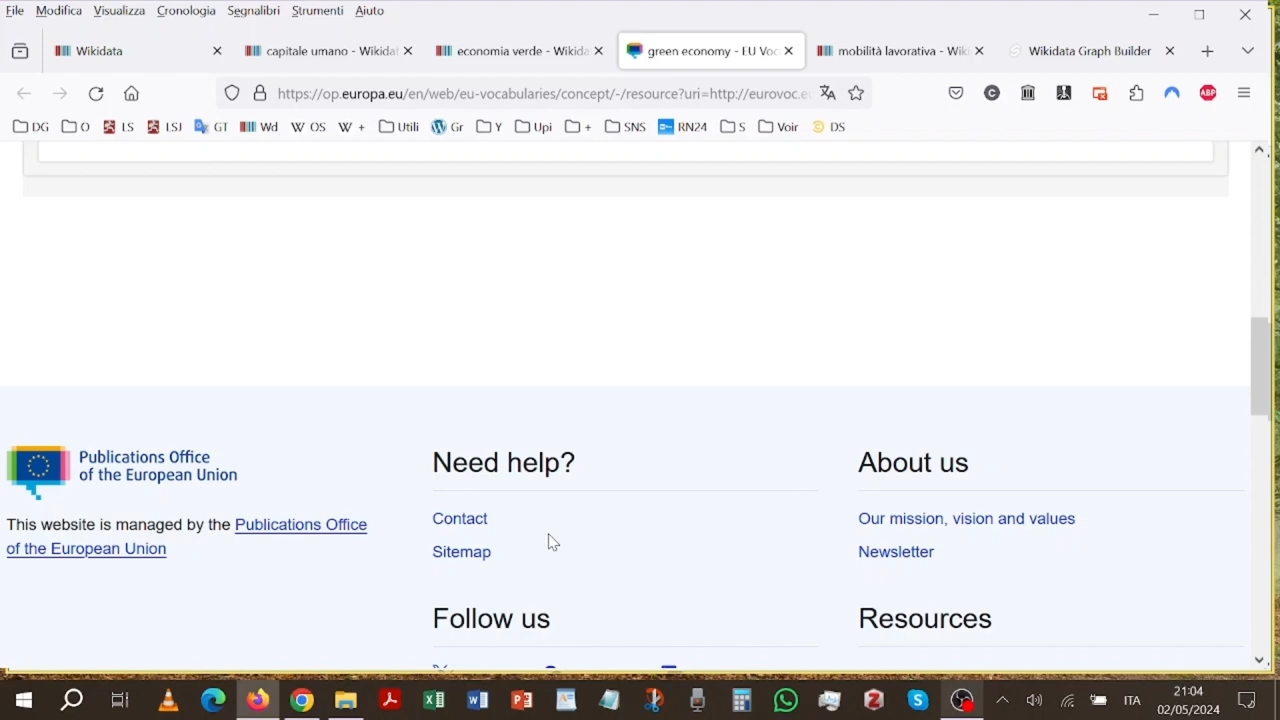 File Modifica Visualizza Cronologia Segnalibri Strumenti Aiuto
Wikidata capitale umano - Wikidat economia verde - Wikida green economy - EU Voc mobilità lavorativa - Wiki Wikidata Graph Builder
https://op.europa.eu/en/web/eu-vocabularies/concept/-/resource?uri=http://eurovoc.e ABP
DG O LS LSJ GT Wd OS + Utili Gr Y Upi + SNS RN24 S Voir DS
Publications Office
of the European Union
This website is managed by the Publications Office
of the European Union
Need help?
Contact
Sitemap
About us
Our mission, vision and values
Newsletter
Follow us
Resources
ITA
21:04
02/05/2024